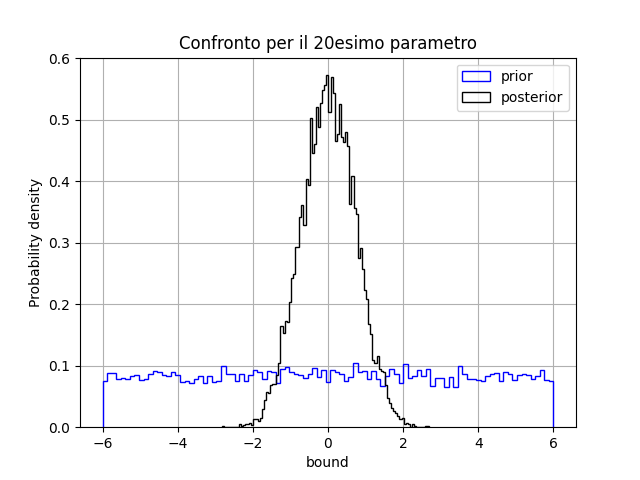 Confronto per il 20esimo parametro
prior
posterior
Probability density
0.6
0.5
0.4
0.3
0.2
0.1
0.0
−6 −4 −2 0 2 4 6
bound